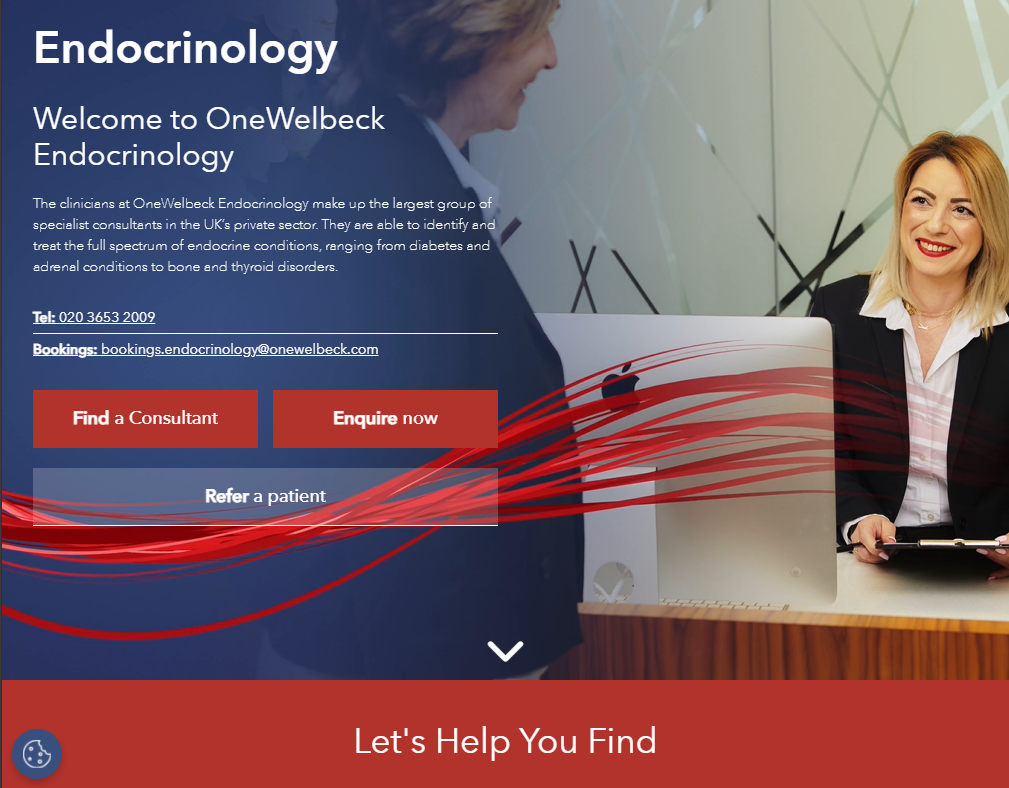 Endocrinology
Welcome to OneWelbeck
Endocrinology
The clinicians at OneWelbeck Endocrinology make up the largest group of
specialist consultants in the UK’s private sector. They are able to identify and
treat the full spectrum of endocrine conditions, ranging from diabetes and
adrenal conditions to bone and thyroid disorders.
Tel: 020 3653 2009
Bookings: bookings.endocrinology@onewelbeck.com
Find a Consultant
Enquire now
Refer a patient
Let's Help You Find